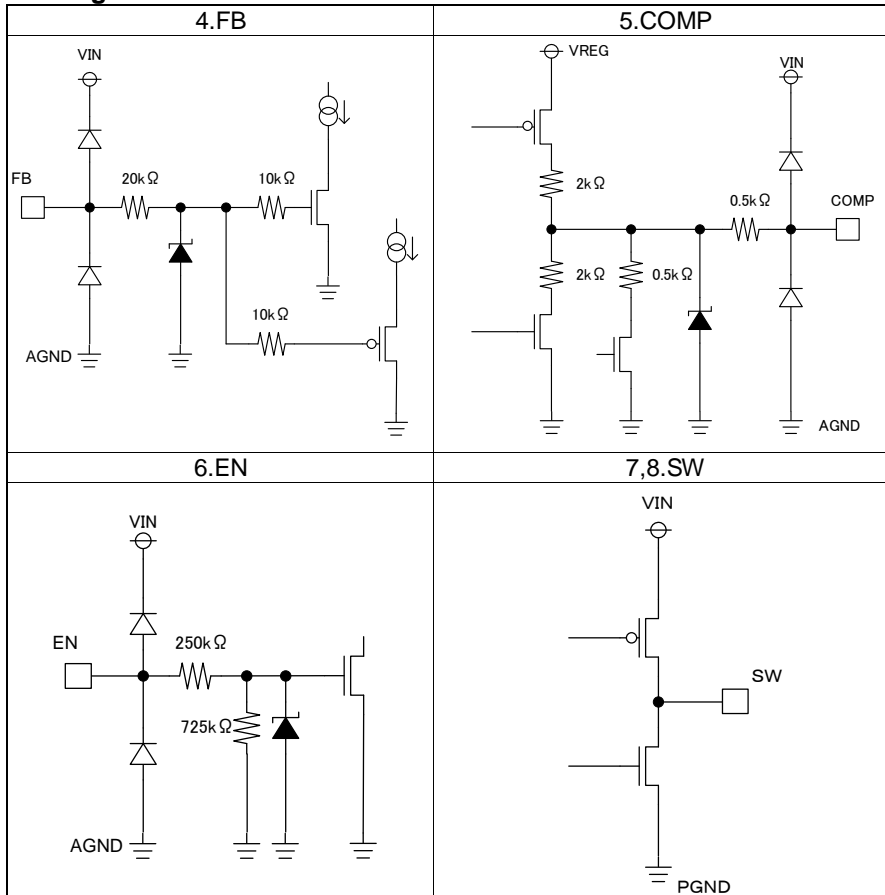 4.FB
VIN
FB
20kΩ
10kΩ
10kΩ
AGND
5.COMP
VREG
VIN
2kΩ
0.5kΩ
COMP
2kΩ
0.5kΩ
AGND
6.EN
VIN
EN
250kΩ
725kΩ
AGND
7,8.SW
VIN
SW
PGND